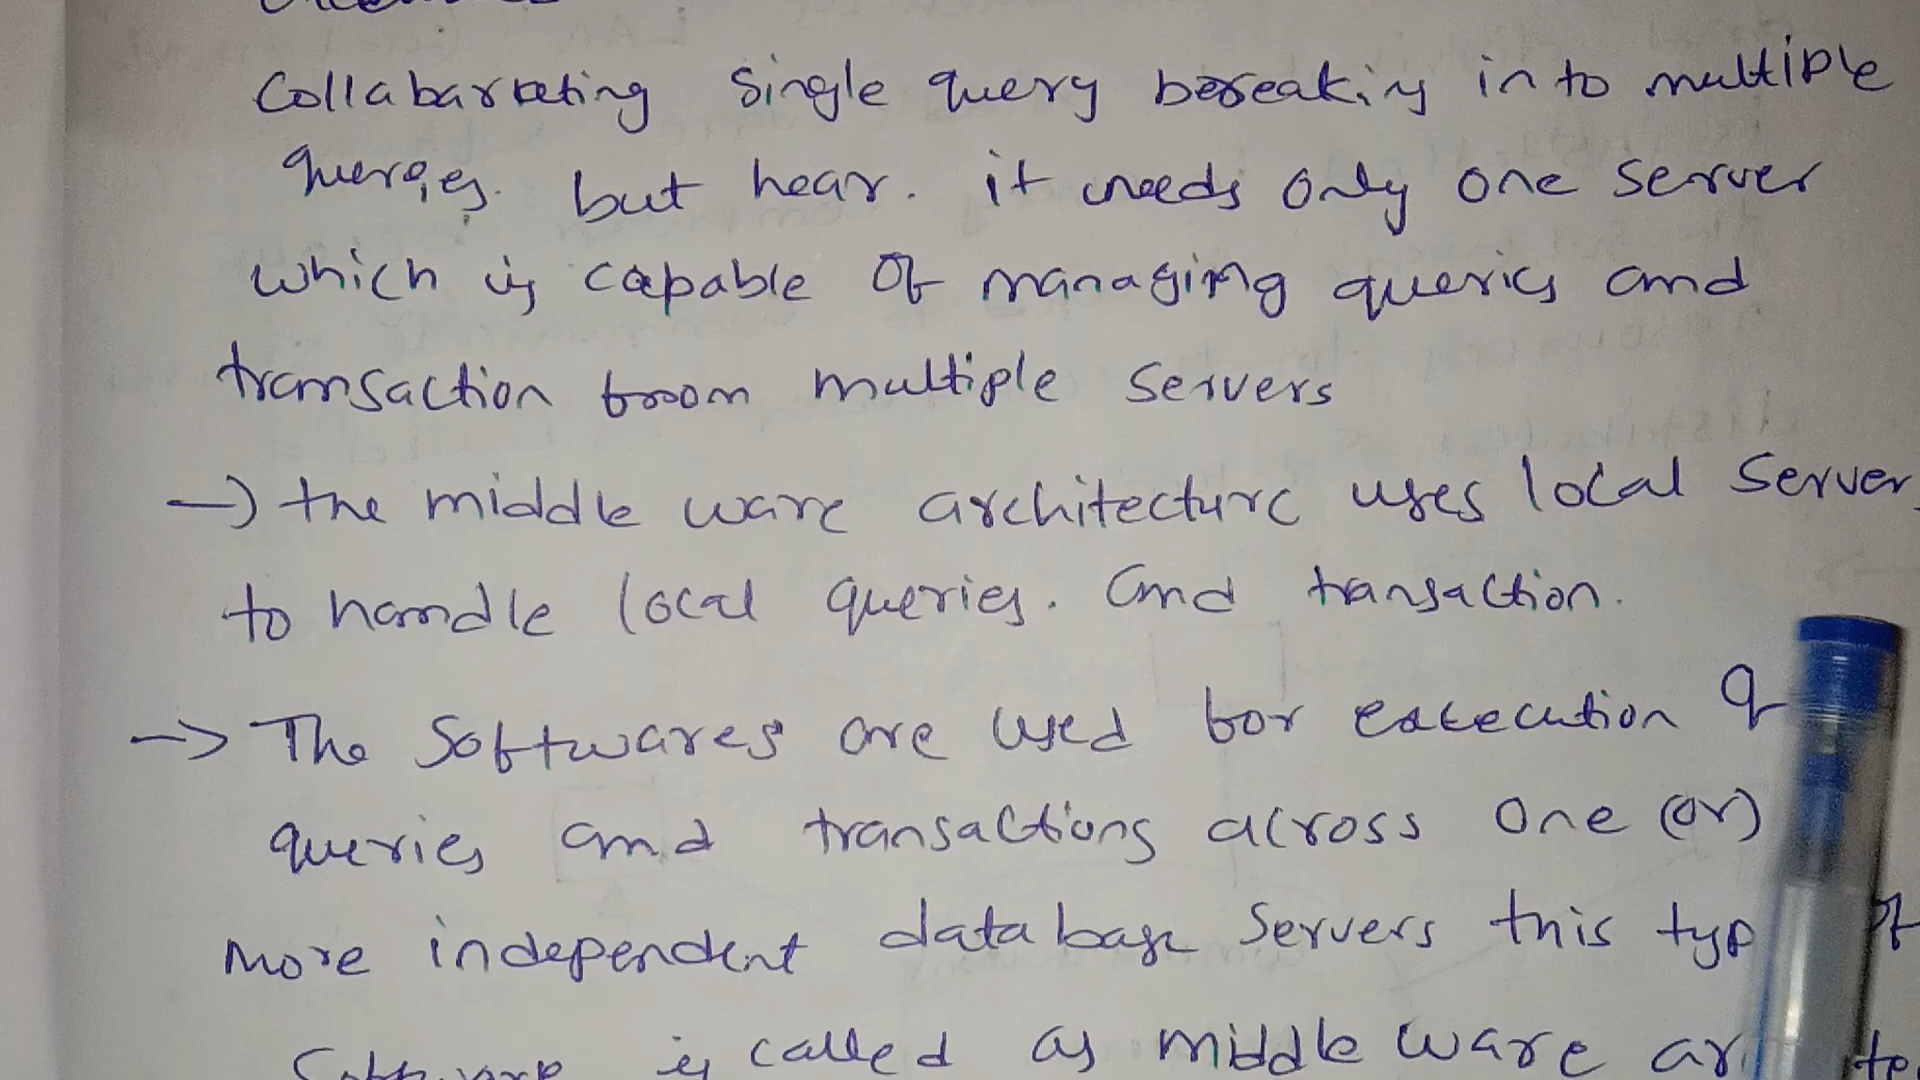 Collabarating Single query bereaking in to multiple
queries. but hear. it needs only one server
which is capable of managing queries and
transaction from multiple servers
→ the middle ware architecture uses local server
to handle local queries. and transaction.
→ The Softwares are used for execution of
queries and transactions across one (or)
more independent data base servers this typ of
Software is called as middle ware